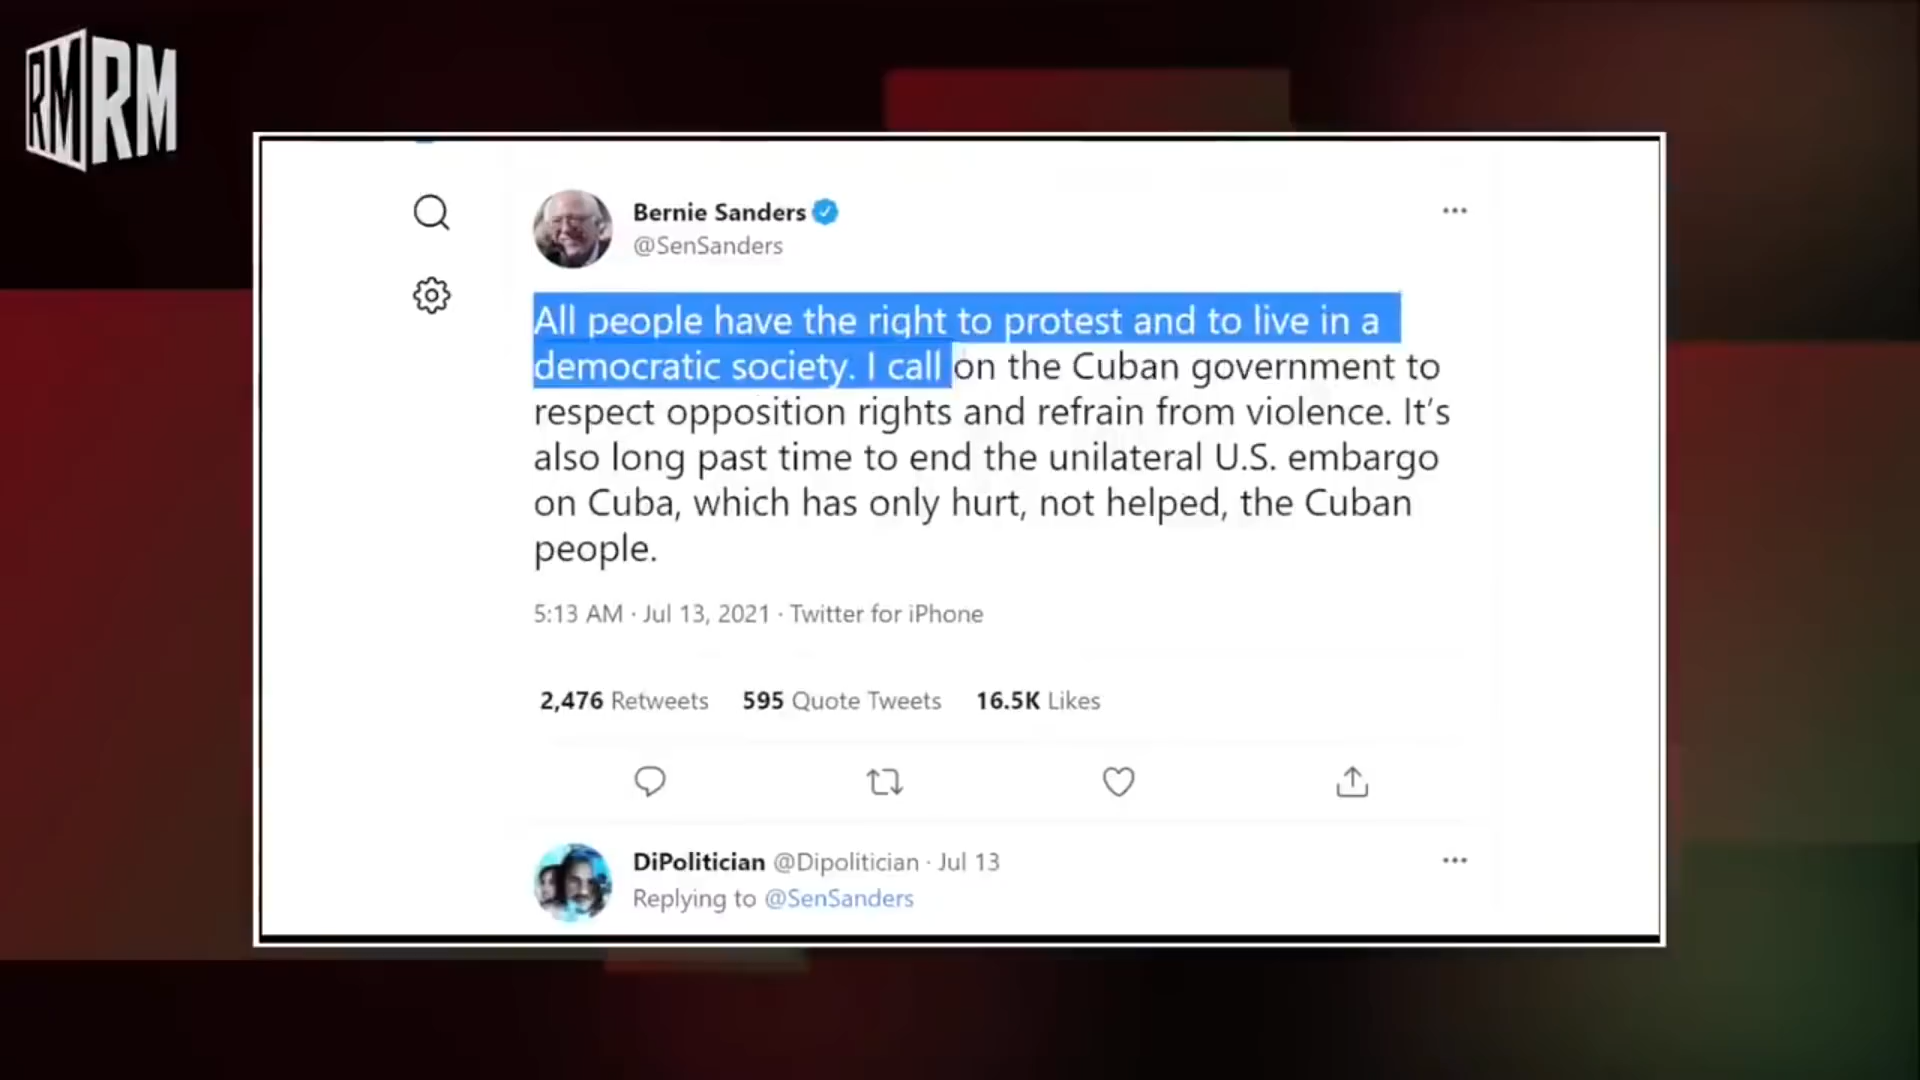 RMRM
Bernie Sanders
@SenSanders
All people have the right to protest and to live in a
democratic society. I call on the Cuban government to
respect opposition rights and refrain from violence. It's
also long past time to end the unilateral U.S. embargo
on Cuba, which has only hurt, not helped, the Cuban
people.
5:13 AM · Jul 13, 2021 · Twitter for iPhone
2,476 Retweets 595 Quote Tweets 16.5K Likes
DiPolitician @Dipolitician · Jul 13
Replying to @SenSanders